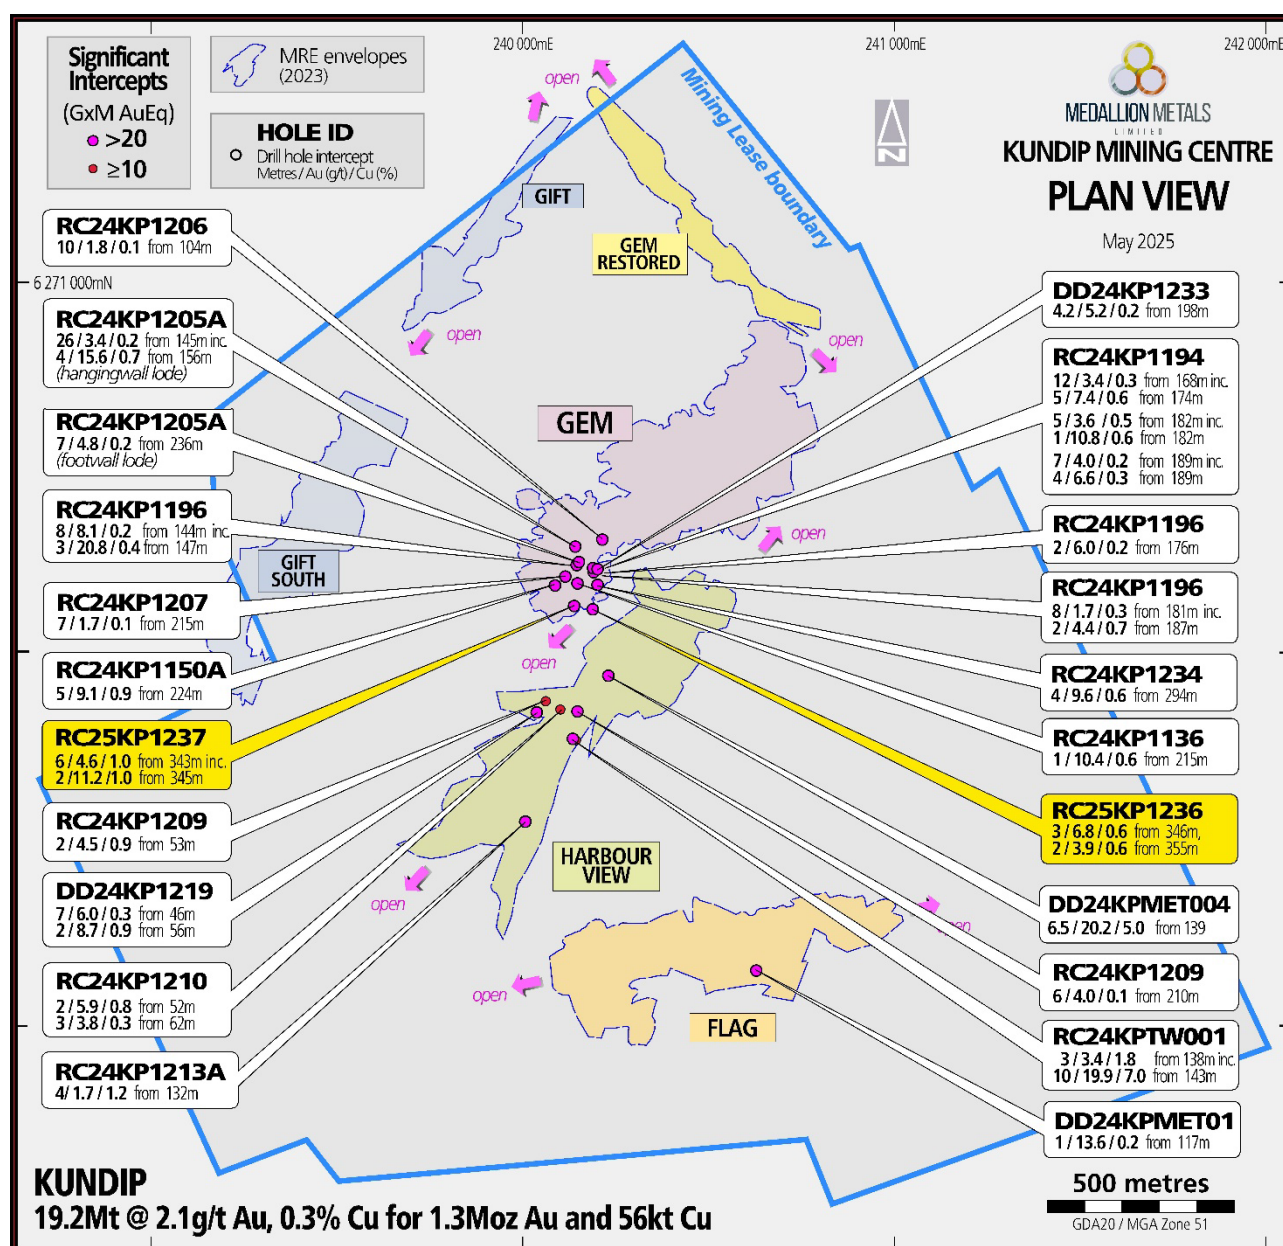 240 000mE
241 000mE
242 000mE
Significant
Intercepts
(GxM AuEq)
>20
≥10
MRE envelopes
(2023)
HOLE ID
Drill hole intercept
Metres / Au (g/t) / Cu (%)
MEDALLION METALS
LIMITED
KUNDIP MINING CENTRE
PLAN VIEW
May 2025
N
Mining Lease boundary
open
GIFT
GEM
RESTORED
6 271 000mN
open
open
GEM
open
GIFT
SOUTH
open
HARBOUR
VIEW
open
open
open
FLAG
RC24KP1206
10 / 1.8 / 0.1 from 104m
RC24KP1205A
26 / 3.4 / 0.2 from 145m inc.
4 / 15.6 / 0.7 from 156m
(hangingwall lode)
RC24KP1205A
7 / 4.8 / 0.2 from 236m
(footwall lode)
RC24KP1196
8 / 8.1 / 0.2 from 144m inc.
3 / 20.8 / 0.4 from 147m
RC24KP1207
7 / 1.7 / 0.1 from 215m
RC24KP1150A
5 / 9.1 / 0.9 from 224m
RC25KP1237
6 / 4.6 / 1.0 from 343m inc.
2 /11.2 /1.0 from 345m
RC24KP1209
2 / 4.5 / 0.9 from 53m
DD24KP1219
7 / 6.0 / 0.3 from 46m
2 / 8.7 / 0.9 from 56m
RC24KP1210
2 / 5.9 / 0.8 from 52m
3 / 3.8 / 0.3 from 62m
RC24KP1213A
4/ 1.7 / 1.2 from 132m
DD24KP1233
4.2 / 5.2 / 0.2 from 198m
RC24KP1194
12 / 3.4 / 0.3 from 168m inc.
5 / 7.4 / 0.6 from 174m
5 / 3.6 / 0.5 from 182m inc.
1 /10.8 / 0.6 from 182m
7 / 4.0 / 0.2 from 189m inc.
4 / 6.6 / 0.3 from 189m
RC24KP1196
2 / 6.0 / 0.2 from 176m
RC24KP1196
8 / 1.7 / 0.3 from 181m inc.
2 / 4.4 / 0.7 from 187m
RC24KP1234
4 / 9.6 / 0.6 from 294m
RC24KP1136
1 / 10.4 / 0.6 from 215m
RC25KP1236
3 / 6.8 / 0.6 from 346m,
2 / 3.9 / 0.6 from 355m
DD24KPMET004
6.5 / 20.2 / 5.0 from 139
RC24KP1209
6 / 4.0 / 0.1 from 210m
RC24KPTW001
3 / 3.4 / 1.8 from 138m inc.
10 / 19.9 / 7.0 from 143m
DD24KPMET01
1 / 13.6 / 0.2 from 117m
KUNDIP
19.2Mt @ 2.1g/t Au, 0.3% Cu for 1.3Moz Au and 56kt Cu
500 metres
GDA20 / MGA Zone 51